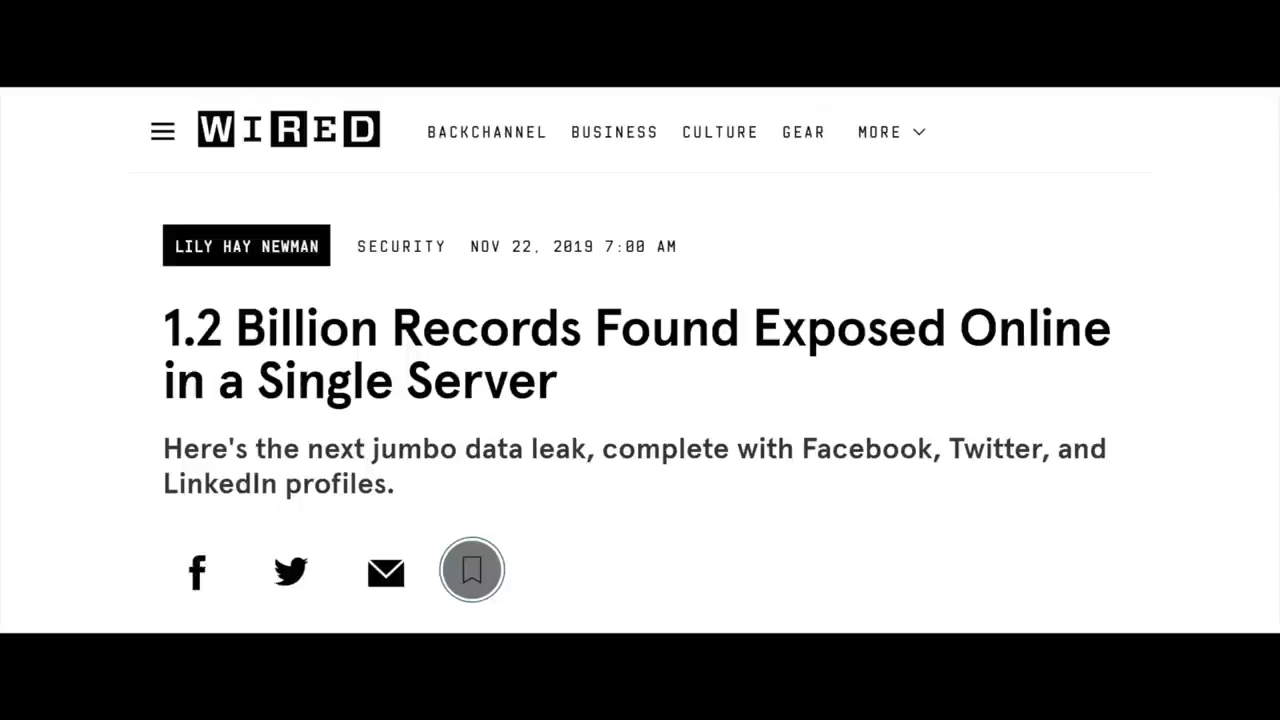 WIRED BACKCHANNEL BUSINESS CULTURE GEAR MORE
LILY HAY NEWMAN SECURITY NOV 22, 2019 7:00 AM
1.2 Billion Records Found Exposed Online
in a Single Server
Here's the next jumbo data leak, complete with Facebook, Twitter, and
LinkedIn profiles.